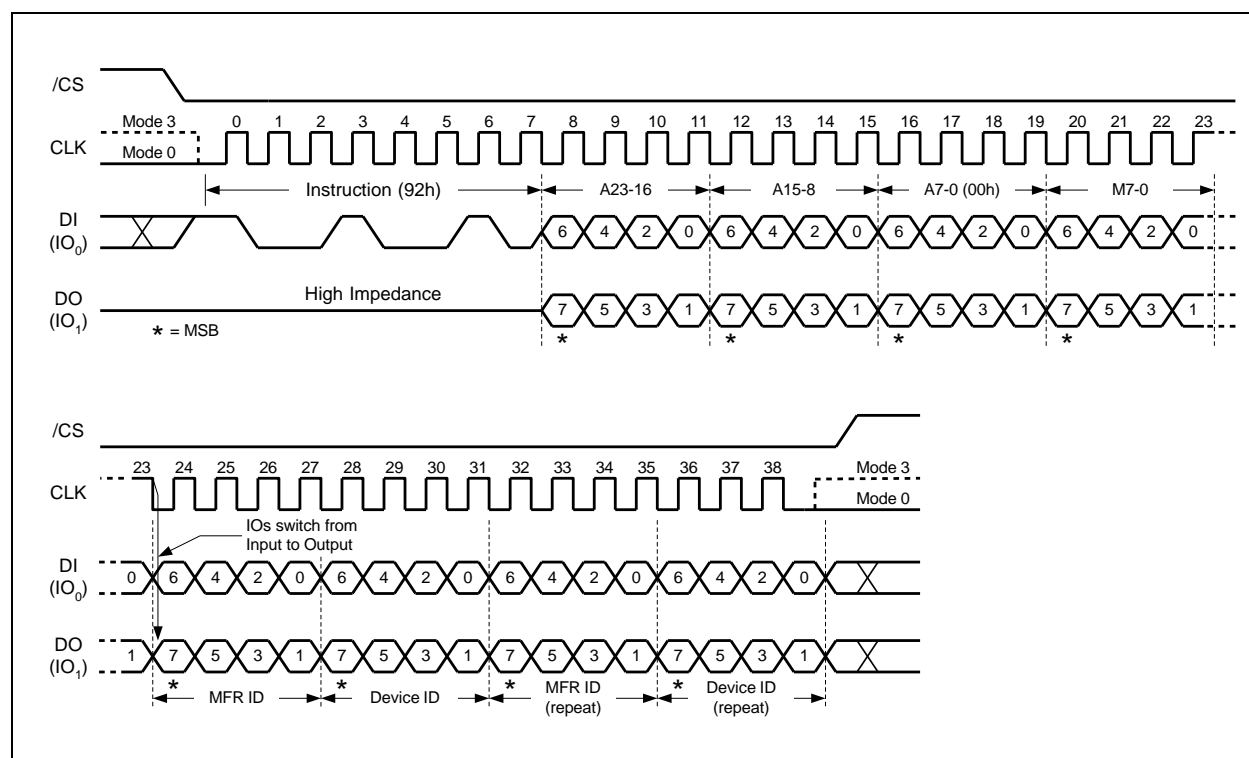 /CS
Mode 3
0 1 2 3 4 5 6 7 8 9 10 11 12 13 14 15 16 17 18 19 20 21 22 23
CLK
Mode 0
Instruction (92h) A23-16 A15-8 A7-0 (00h) M7-0
DI
(IO0)
6 4 2 0 6 4 2 0 6 4 2 0 6 4 2 0
High Impedance
DO
(IO1)
7 5 3 1 7 5 3 1 7 5 3 1 7 5 3 1
* = MSB
* * * *
/CS
23 24 25 26 27 28 29 30 31 32 33 34 35 36 37 38
Mode 3
CLK
Mode 0
IOs switch from
Input to Output
DI
(IO0)
0 6 4 2 0 6 4 2 0 6 4 2 0 6 4 2 0
DO
(IO1)
1 7 5 3 1 7 5 3 1 7 5 3 1 7 5 3 1
* * * *
MFR ID Device ID MFR ID
(repeat)
Device ID
(repeat)